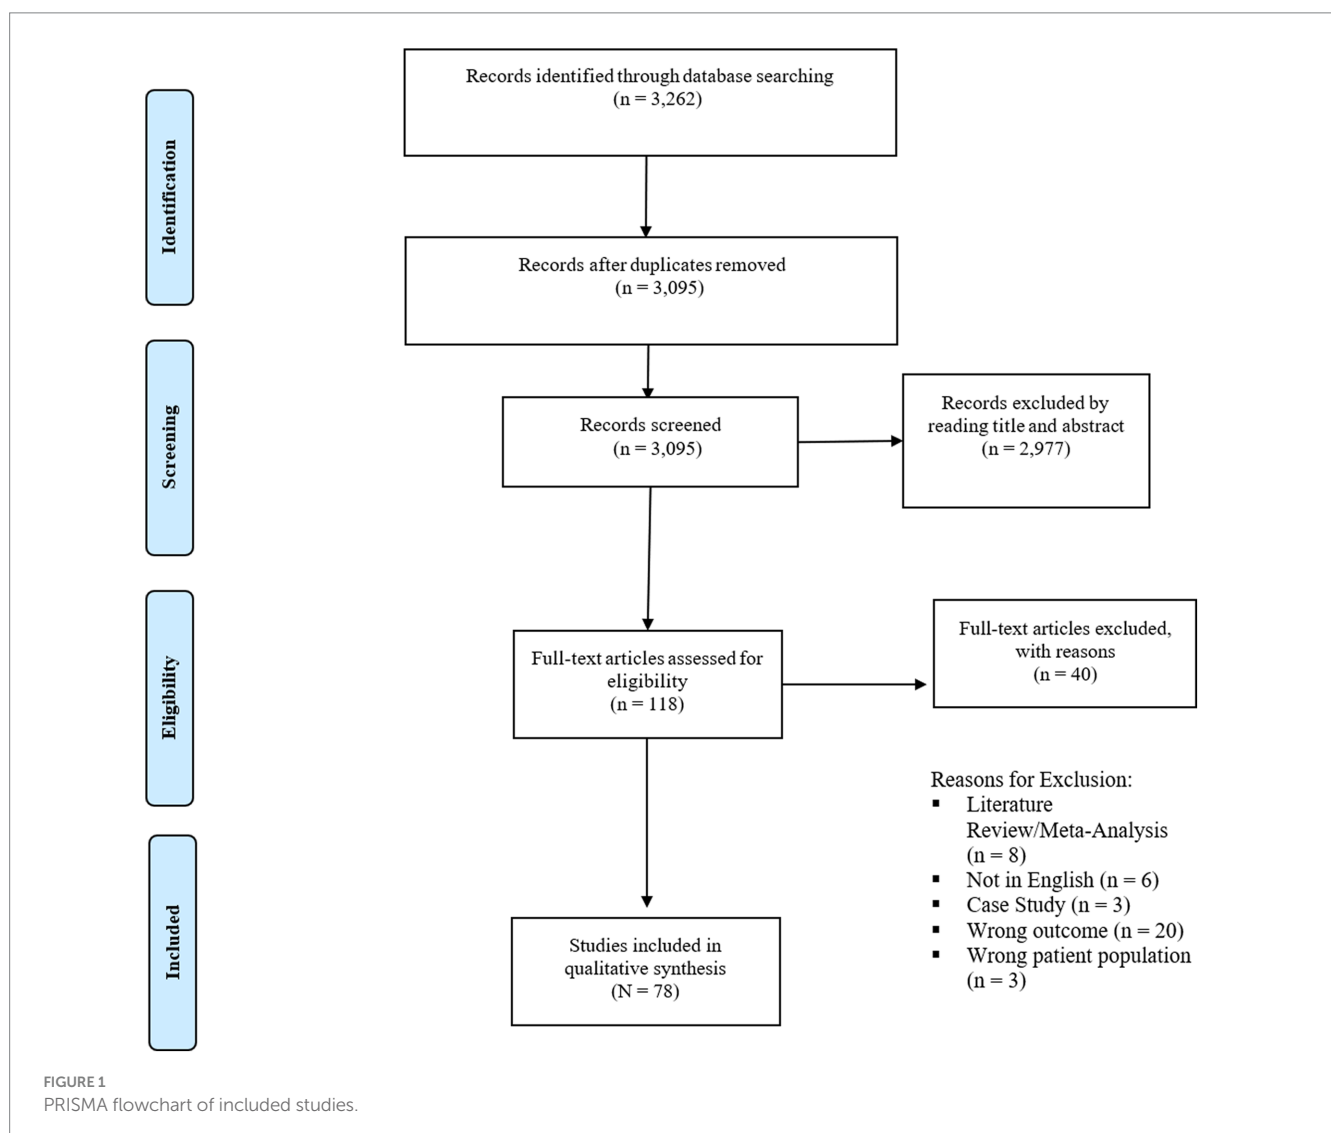 Records identified through database searching
(n = 3,262)
Identification
Records after duplicates removed
(n = 3,095)
Screening
Records screened
(n = 3,095)
Records excluded by
reading title and abstract
(n = 2,977)
Eligibility
Full-text articles assessed for
eligibility
(n = 118)
Full-text articles excluded,
with reasons
(n = 40)
Reasons for Exclusion:
▪ Literature
Review/Meta-Analysis
(n = 8)
▪ Not in English (n = 6)
▪ Case Study (n = 3)
▪ Wrong outcome (n = 20)
▪ Wrong patient population
(n = 3)
Included
Studies included in
qualitative synthesis
(N = 78)
FIGURE 1
PRISMA flowchart of included studies.